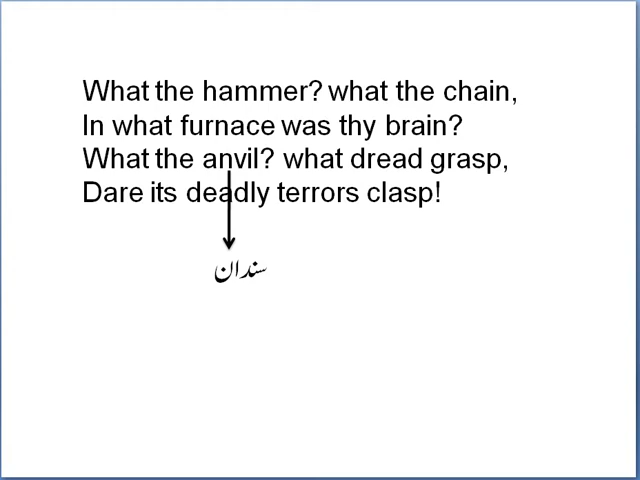 What the hammer? what the chain,
In what furnace was thy brain?
What the anvil? what dread grasp,
Dare its deadly terrors clasp!
سندان